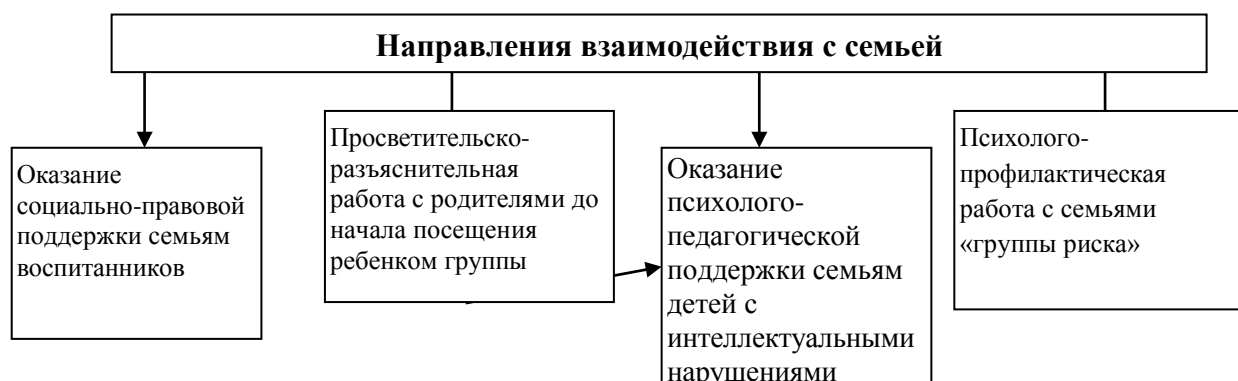 Направления взаимодействия с семьей
Оказание
социально-правовой
поддержки семьям
воспитанников
Просветительско-
разъяснительная
работа с родителями до
начала посещения
ребенком группы
Оказание
психолого-
педагогической
поддержки семьям
детей с
интеллектуальными
нарушениями
Психолого-
профилактическая
работа с семьями
«группы риска»